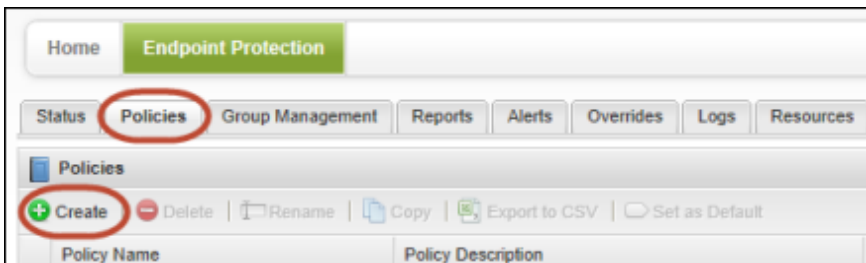 Home Endpoint Protection
Status Policies Group Management Reports Alerts Overrides Logs Resources
Policies
Create Delete | Rename | Copy | Export to CSV | Set as Default
Policy Name Policy Description